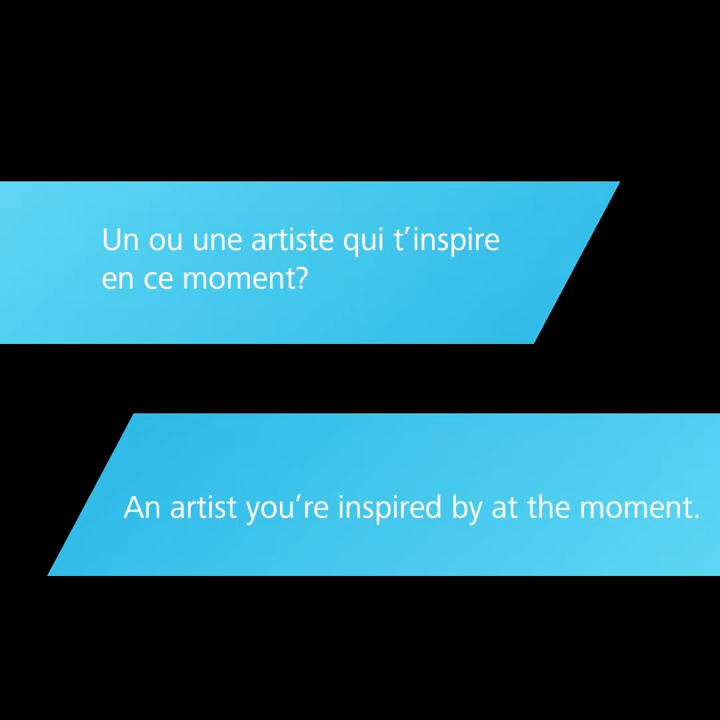 Un ou une artiste qui t’inspire
en ce moment?
An artist you’re inspired by at the moment.